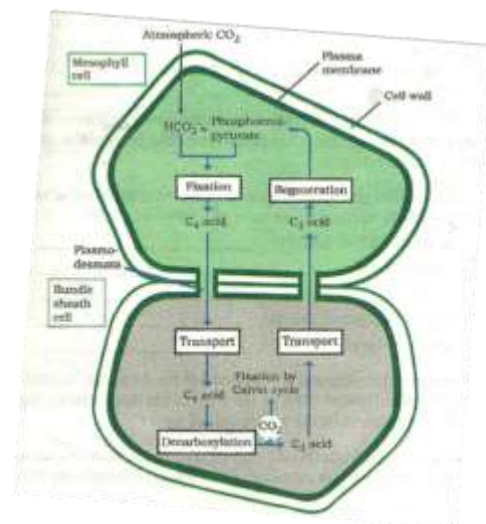 Atmospheric CO₂
Mesophyll
cell
Plasma
membrane
Cell wall
HCO₃⁻ + Phosphoenol-
pyruvate
Fixation
Regeneration
C₄ acid
C₃ acid
Plasmo-
desmata
Bundle
sheath
cell
Transport
Transport
Fixation by
Calvin cycle
C₄ acid
CO₂
Decarboxylation
C₃ acid